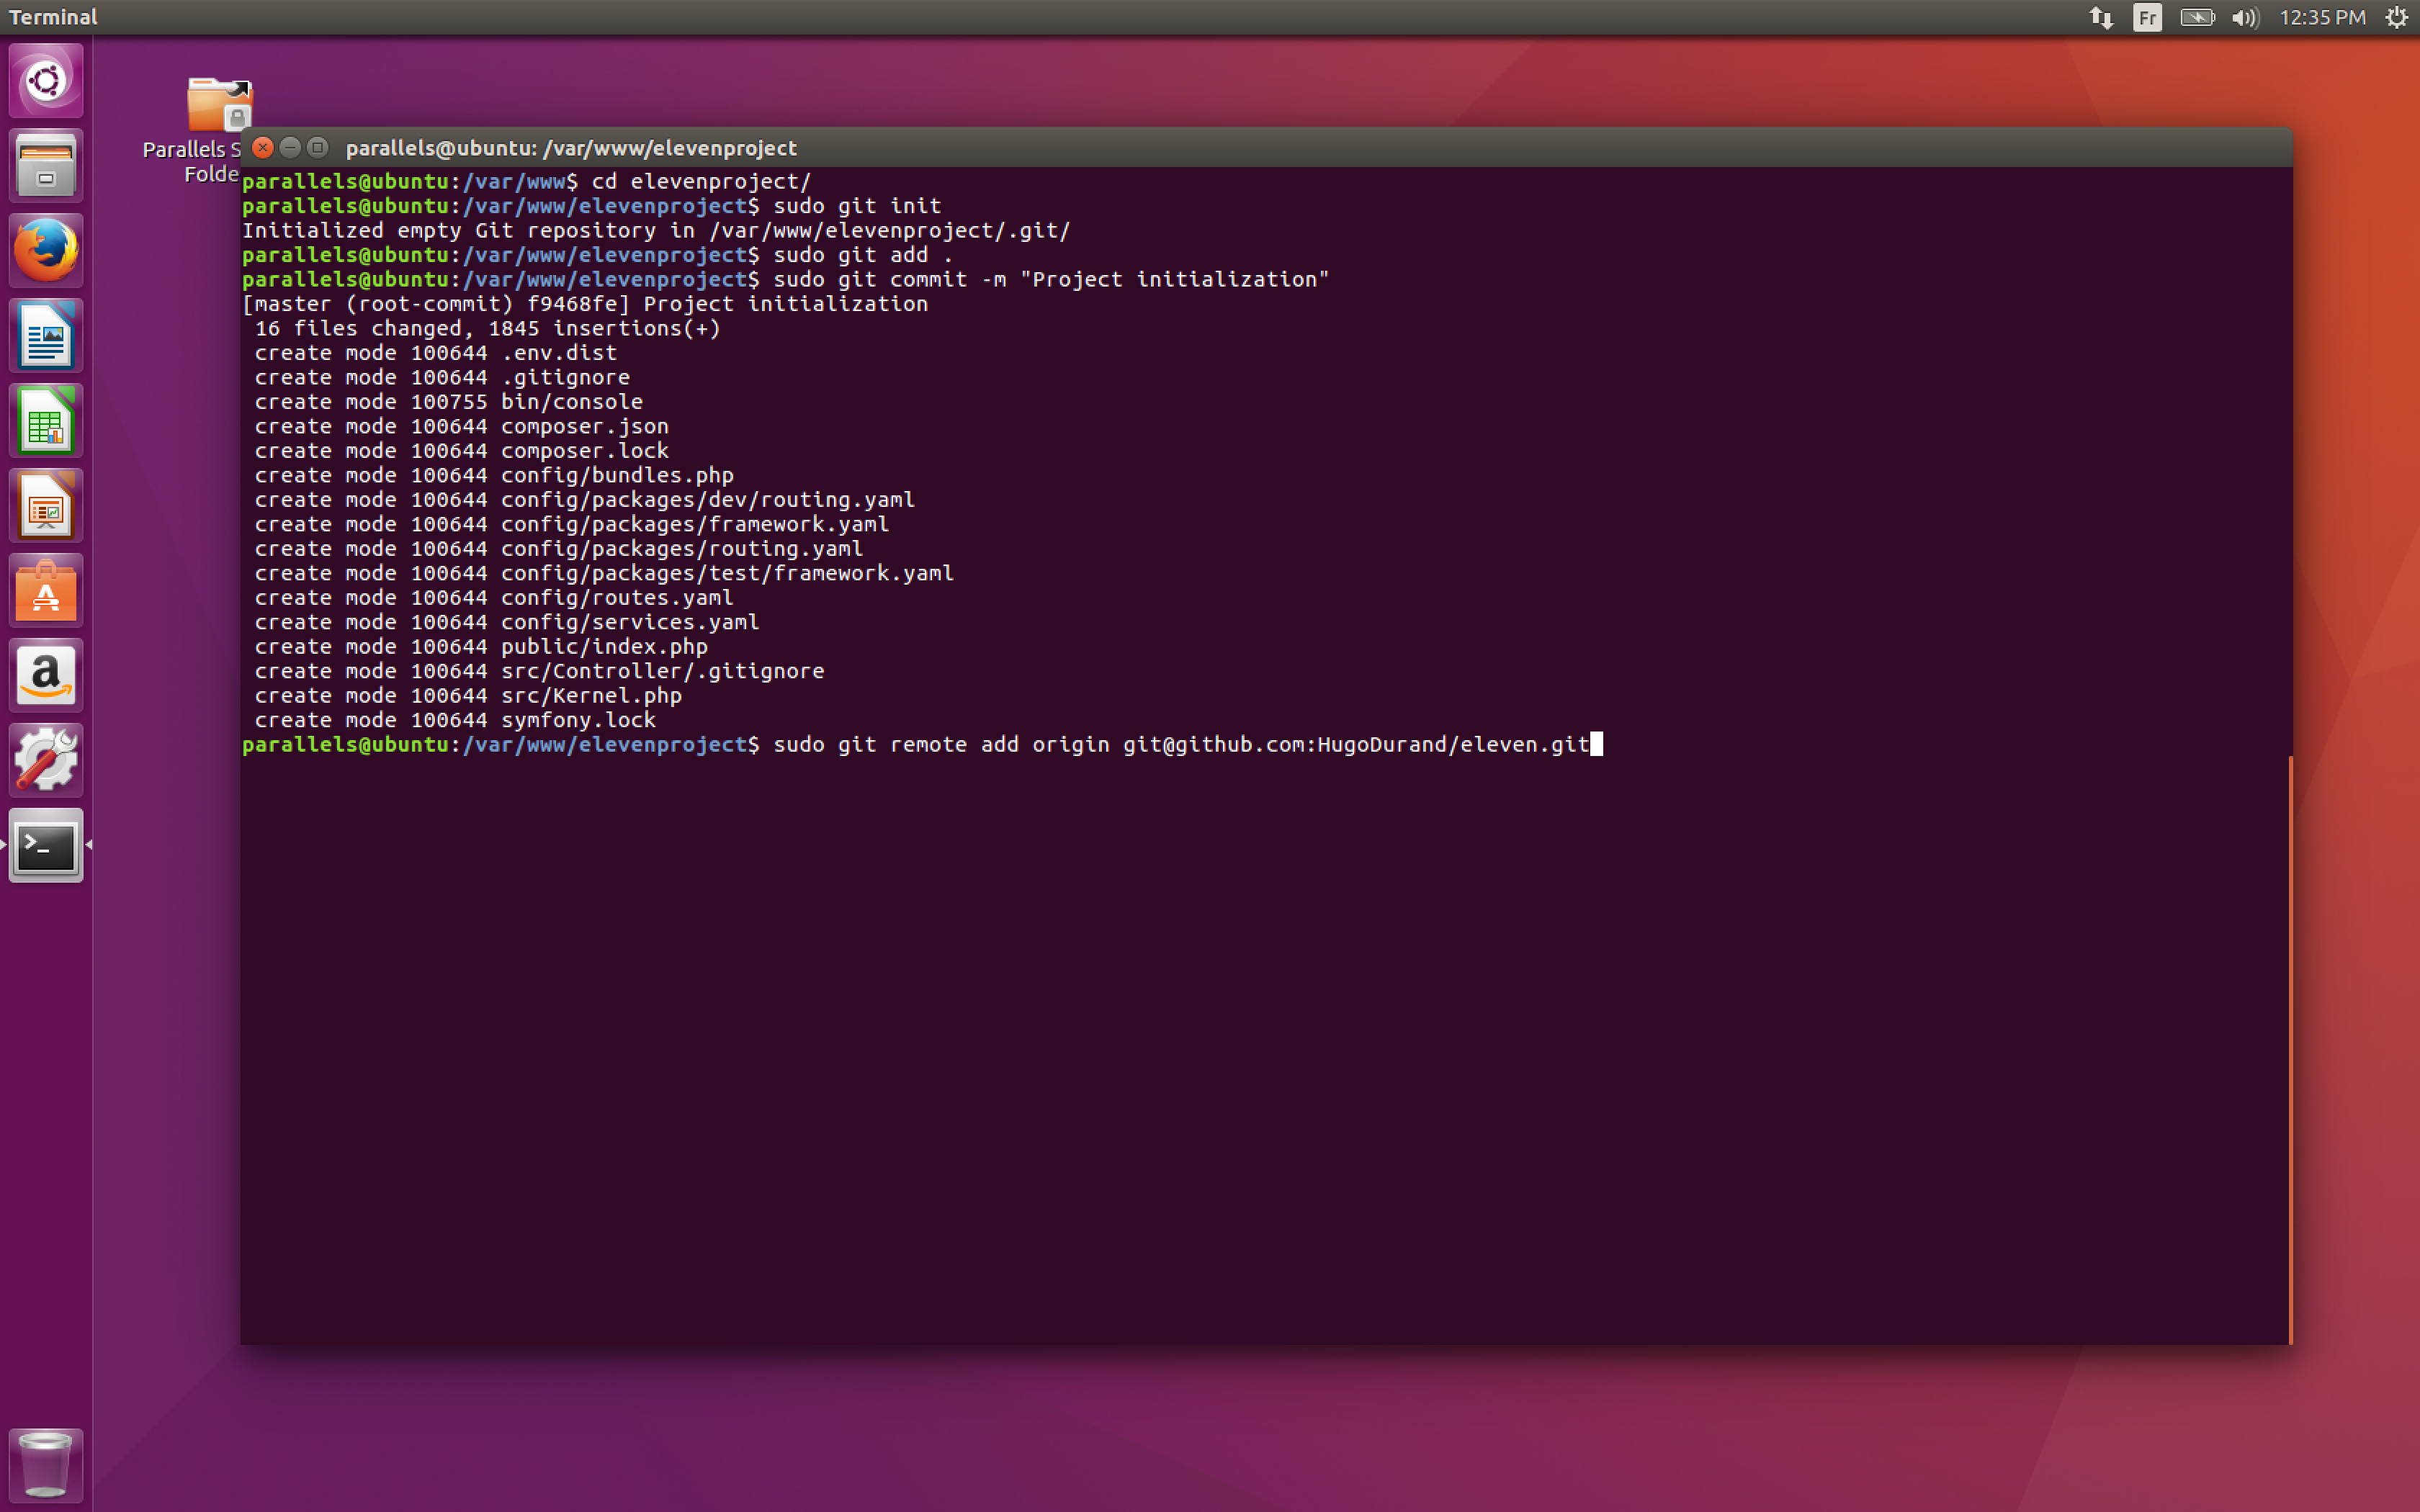 Terminal
Fr
12:35 PM
Parallels S
Folde
parallels@ubuntu: /var/www/elevenproject
parallels@ubuntu:/var/www$ cd elevenproject/
parallels@ubuntu:/var/www/elevenproject$ sudo git init
Initialized empty Git repository in /var/www/elevenproject/.git/
parallels@ubuntu:/var/www/elevenproject$ sudo git add .
parallels@ubuntu:/var/www/elevenproject$ sudo git commit -m "Project initialization"
[master (root-commit) f9468fe] Project initialization
16 files changed, 1845 insertions(+)
create mode 100644 .env.dist
create mode 100644 .gitignore
create mode 100755 bin/console
create mode 100644 composer.json
create mode 100644 composer.lock
create mode 100644 config/bundles.php
create mode 100644 config/packages/dev/routing.yaml
create mode 100644 config/packages/framework.yaml
create mode 100644 config/packages/routing.yaml
create mode 100644 config/packages/test/framework.yaml
create mode 100644 config/routes.yaml
create mode 100644 config/services.yaml
create mode 100644 public/index.php
create mode 100644 src/Controller/.gitignore
create mode 100644 src/Kernel.php
create mode 100644 symfony.lock
parallels@ubuntu:/var/www/elevenproject$ sudo git remote add origin git@github.com:HugoDurand/eleven.git